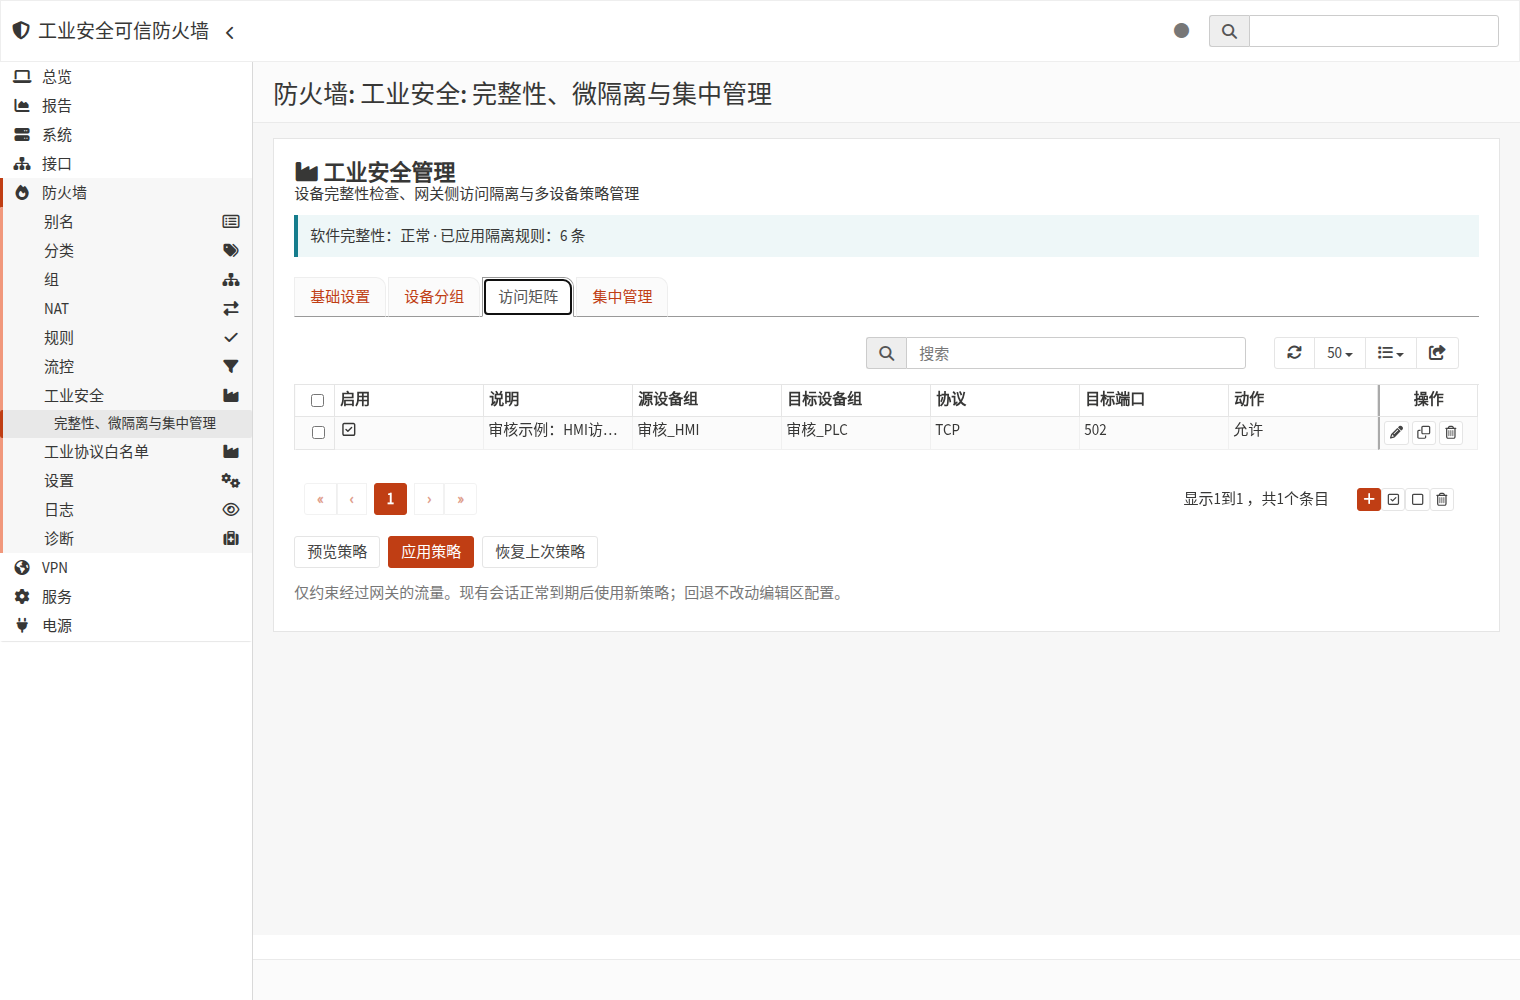 工业安全可信防火墙
总览
报告
系统
接口
防火墙
别名
分类
组
NAT
规则
流控
工业安全
完整性、微隔离与集中管理
工业协议白名单
设置
日志
诊断
VPN
服务
电源
防火墙: 工业安全: 完整性、微隔离与集中管理
工业安全管理
设备完整性检查、网关侧访问隔离与多设备策略管理
软件完整性：正常 · 已应用隔离规则：6 条
基础设置 设备分组 访问矩阵 集中管理
搜索 50
启用 说明 源设备组 目标设备组 协议 目标端口 动作 操作
审核示例：HMI访… 审核_HMI 审核_PLC TCP 502 允许
« ‹ 1 › » 显示1到1 ，共1个条目
预览策略 应用策略 恢复上次策略
仅约束经过网关的流量。现有会话正常到期后使用新策略；回退不改动编辑区配置。